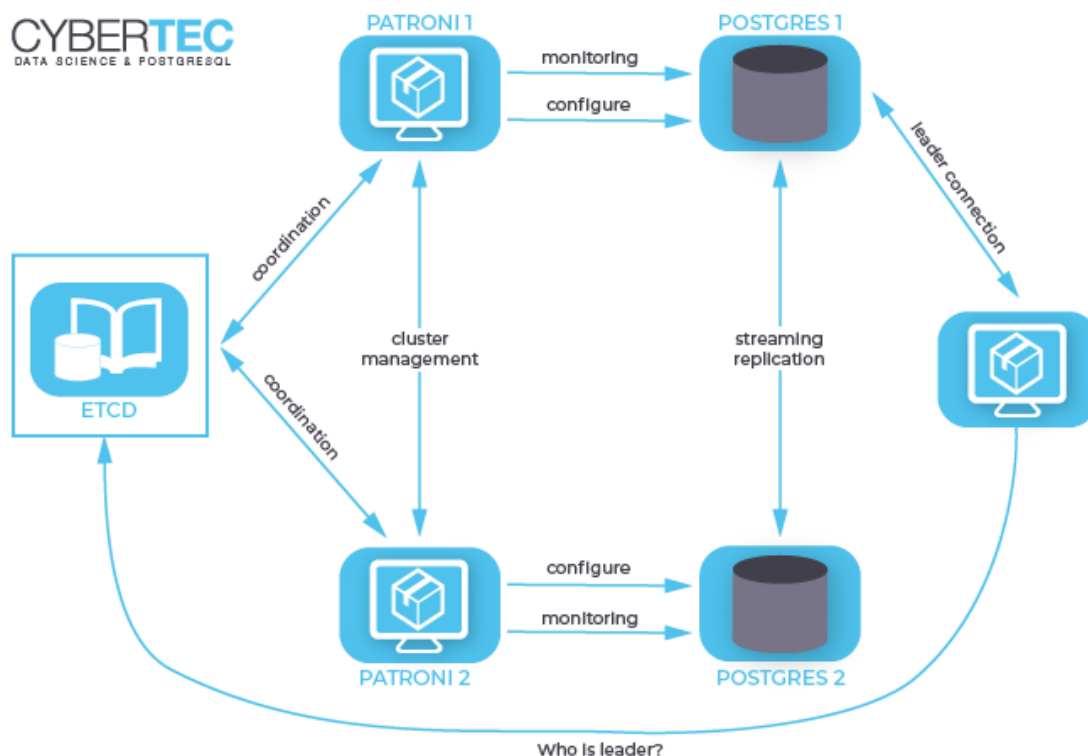 CYBERTEC
DATA SCIENCE & POSTGRESQL
PATRONI 1
POSTGRES 1
monitoring
configure
leader connection
coordination
cluster
management
streaming
replication
ETCD
coordination
configure
monitoring
PATRONI 2
POSTGRES 2
Who is leader?